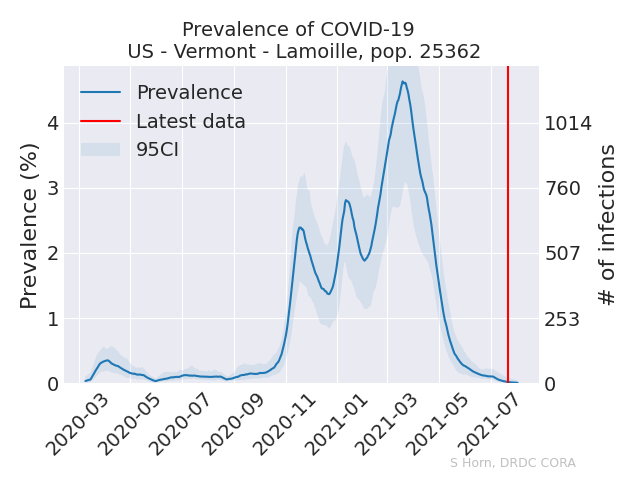 Prevalence of COVID-19
US - Vermont - Lamoille, pop. 25362
Prevalence
Latest data
95CI
Prevalence (%)
4
3
2
1
0
1014
760
507
253
0
# of infections
2020-03
2020-05
2020-07
2020-09
2020-11
2021-01
2021-03
2021-05
2021-07
S Horn, DRDC CORA